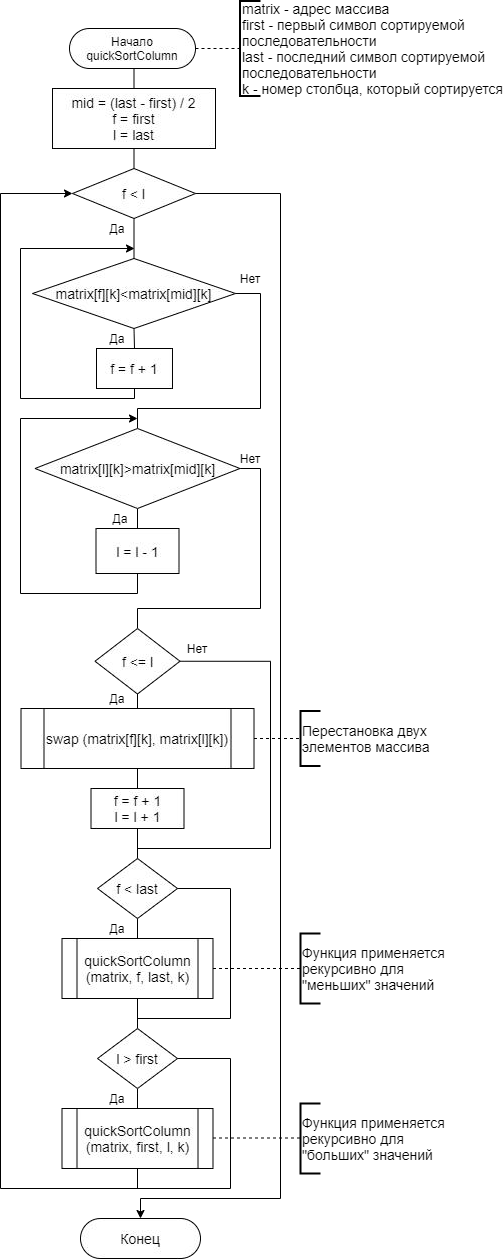 Начало
quickSortColumn
matrix - адрес массива
first - первый символ сортируемой
последовательности
last - последний символ сортируемой
последовательности
k - номер столбца, который сортируется
mid = (last - first) / 2
f = first
l = last
f < l
Да
matrix[f][k]<matrix[mid][k]
Нет
Да
f = f + 1
matrix[l][k]>matrix[mid][k]
Нет
Да
l = l - 1
f <= l
Нет
Да
swap (matrix[f][k], matrix[l][k])
Перестановка двух
элементов массива
f = f + 1
l = l + 1
f < last
Да
quickSortColumn
(matrix, f, last, k)
Функция применяется
рекурсивно для
"меньших" значений
l > first
Да
quickSortColumn
(matrix, first, l, k)
Функция применяется
рекурсивно для
"больших" значений
Конец